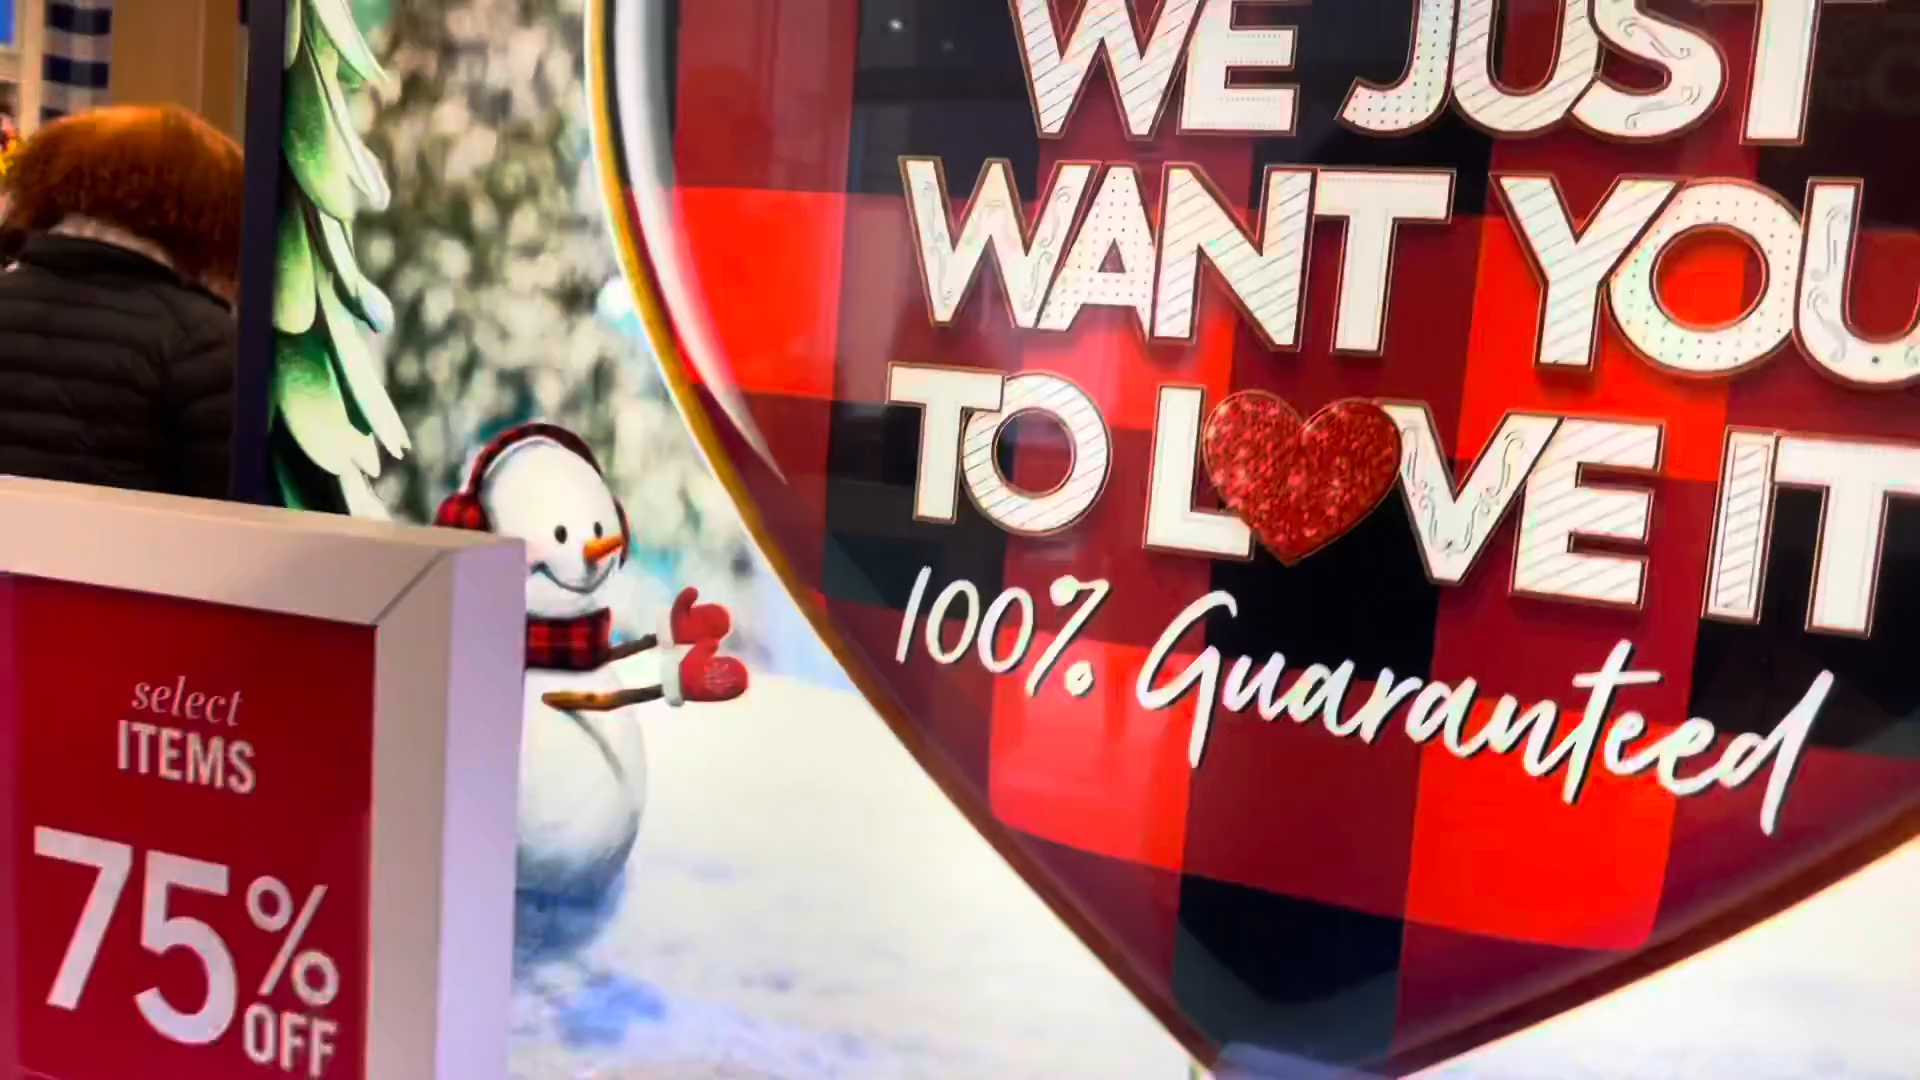 WE JUST
WANT YOU
TO LOVE IT
100% Guaranteed
select
ITEMS
75%
OFF